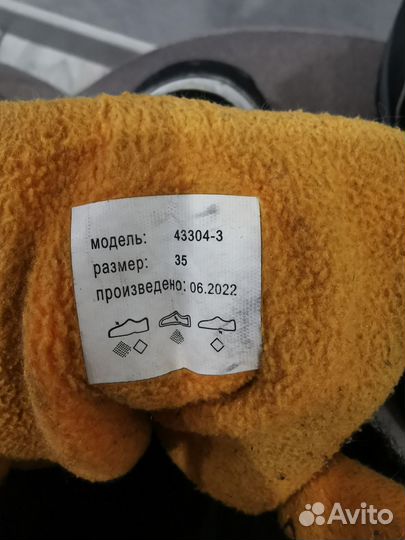 модель: 43304-3
размер: 35
произведено: 06.2022
Avito